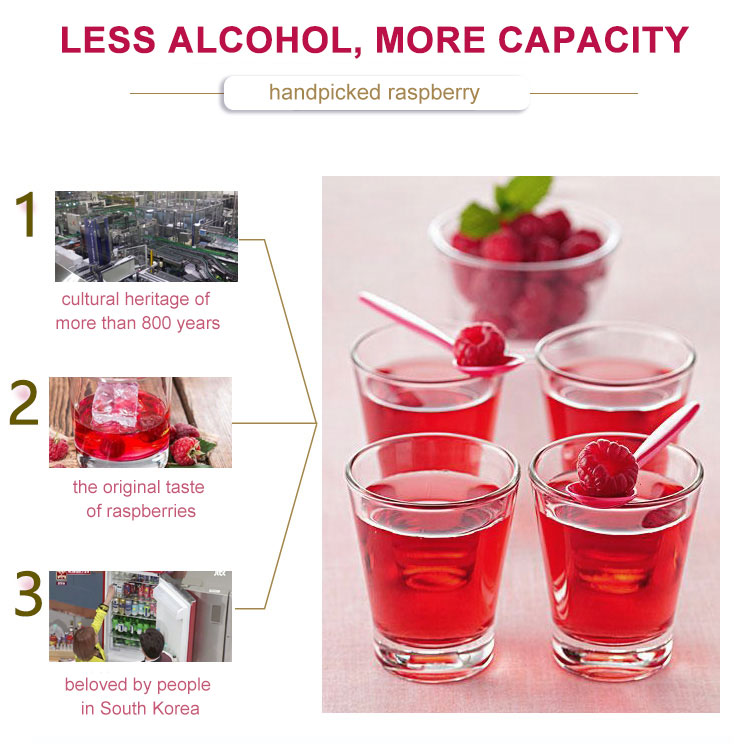 LESS ALCOHOL, MORE CAPACITY
handpicked raspberry
1
cultural heritage of
more than 800 years
2
the original taste
of raspberries
3
beloved by people
in South Korea